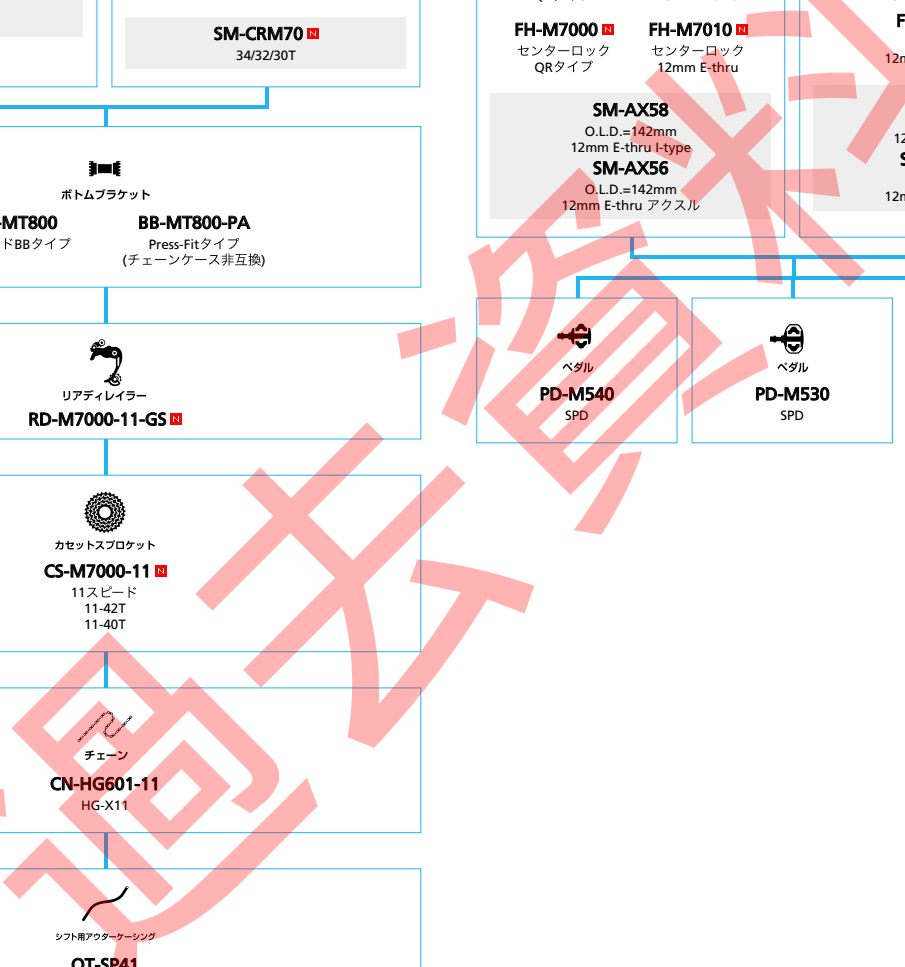 SM-CRM70 N
34/32/30T
ボトムブラケット
-MT800
ドBBタイプ
BB-MT800-PA
Press-Fitタイプ
(チェーンケース非互換)
リアディレイラー
RD-M7000-11-GS N
カセットスプロケット
CS-M7000-11 N
11スピード
11-42T
11-40T
チェーン
CN-HG601-11
HG-X11
シフト用アウターケーシング
OT-SP41
FH-M7000 N
センターロック
QRタイプ
FH-M7010 N
センターロック
12mm E-thru
SM-AX58
O.L.D.=142mm
12mm E-thru I-type
SM-AX56
O.L.D.=142mm
12mm E-thru アクスル
ペダル
PD-M540
SPD
ペダル
PD-M530
SPD
過去資料